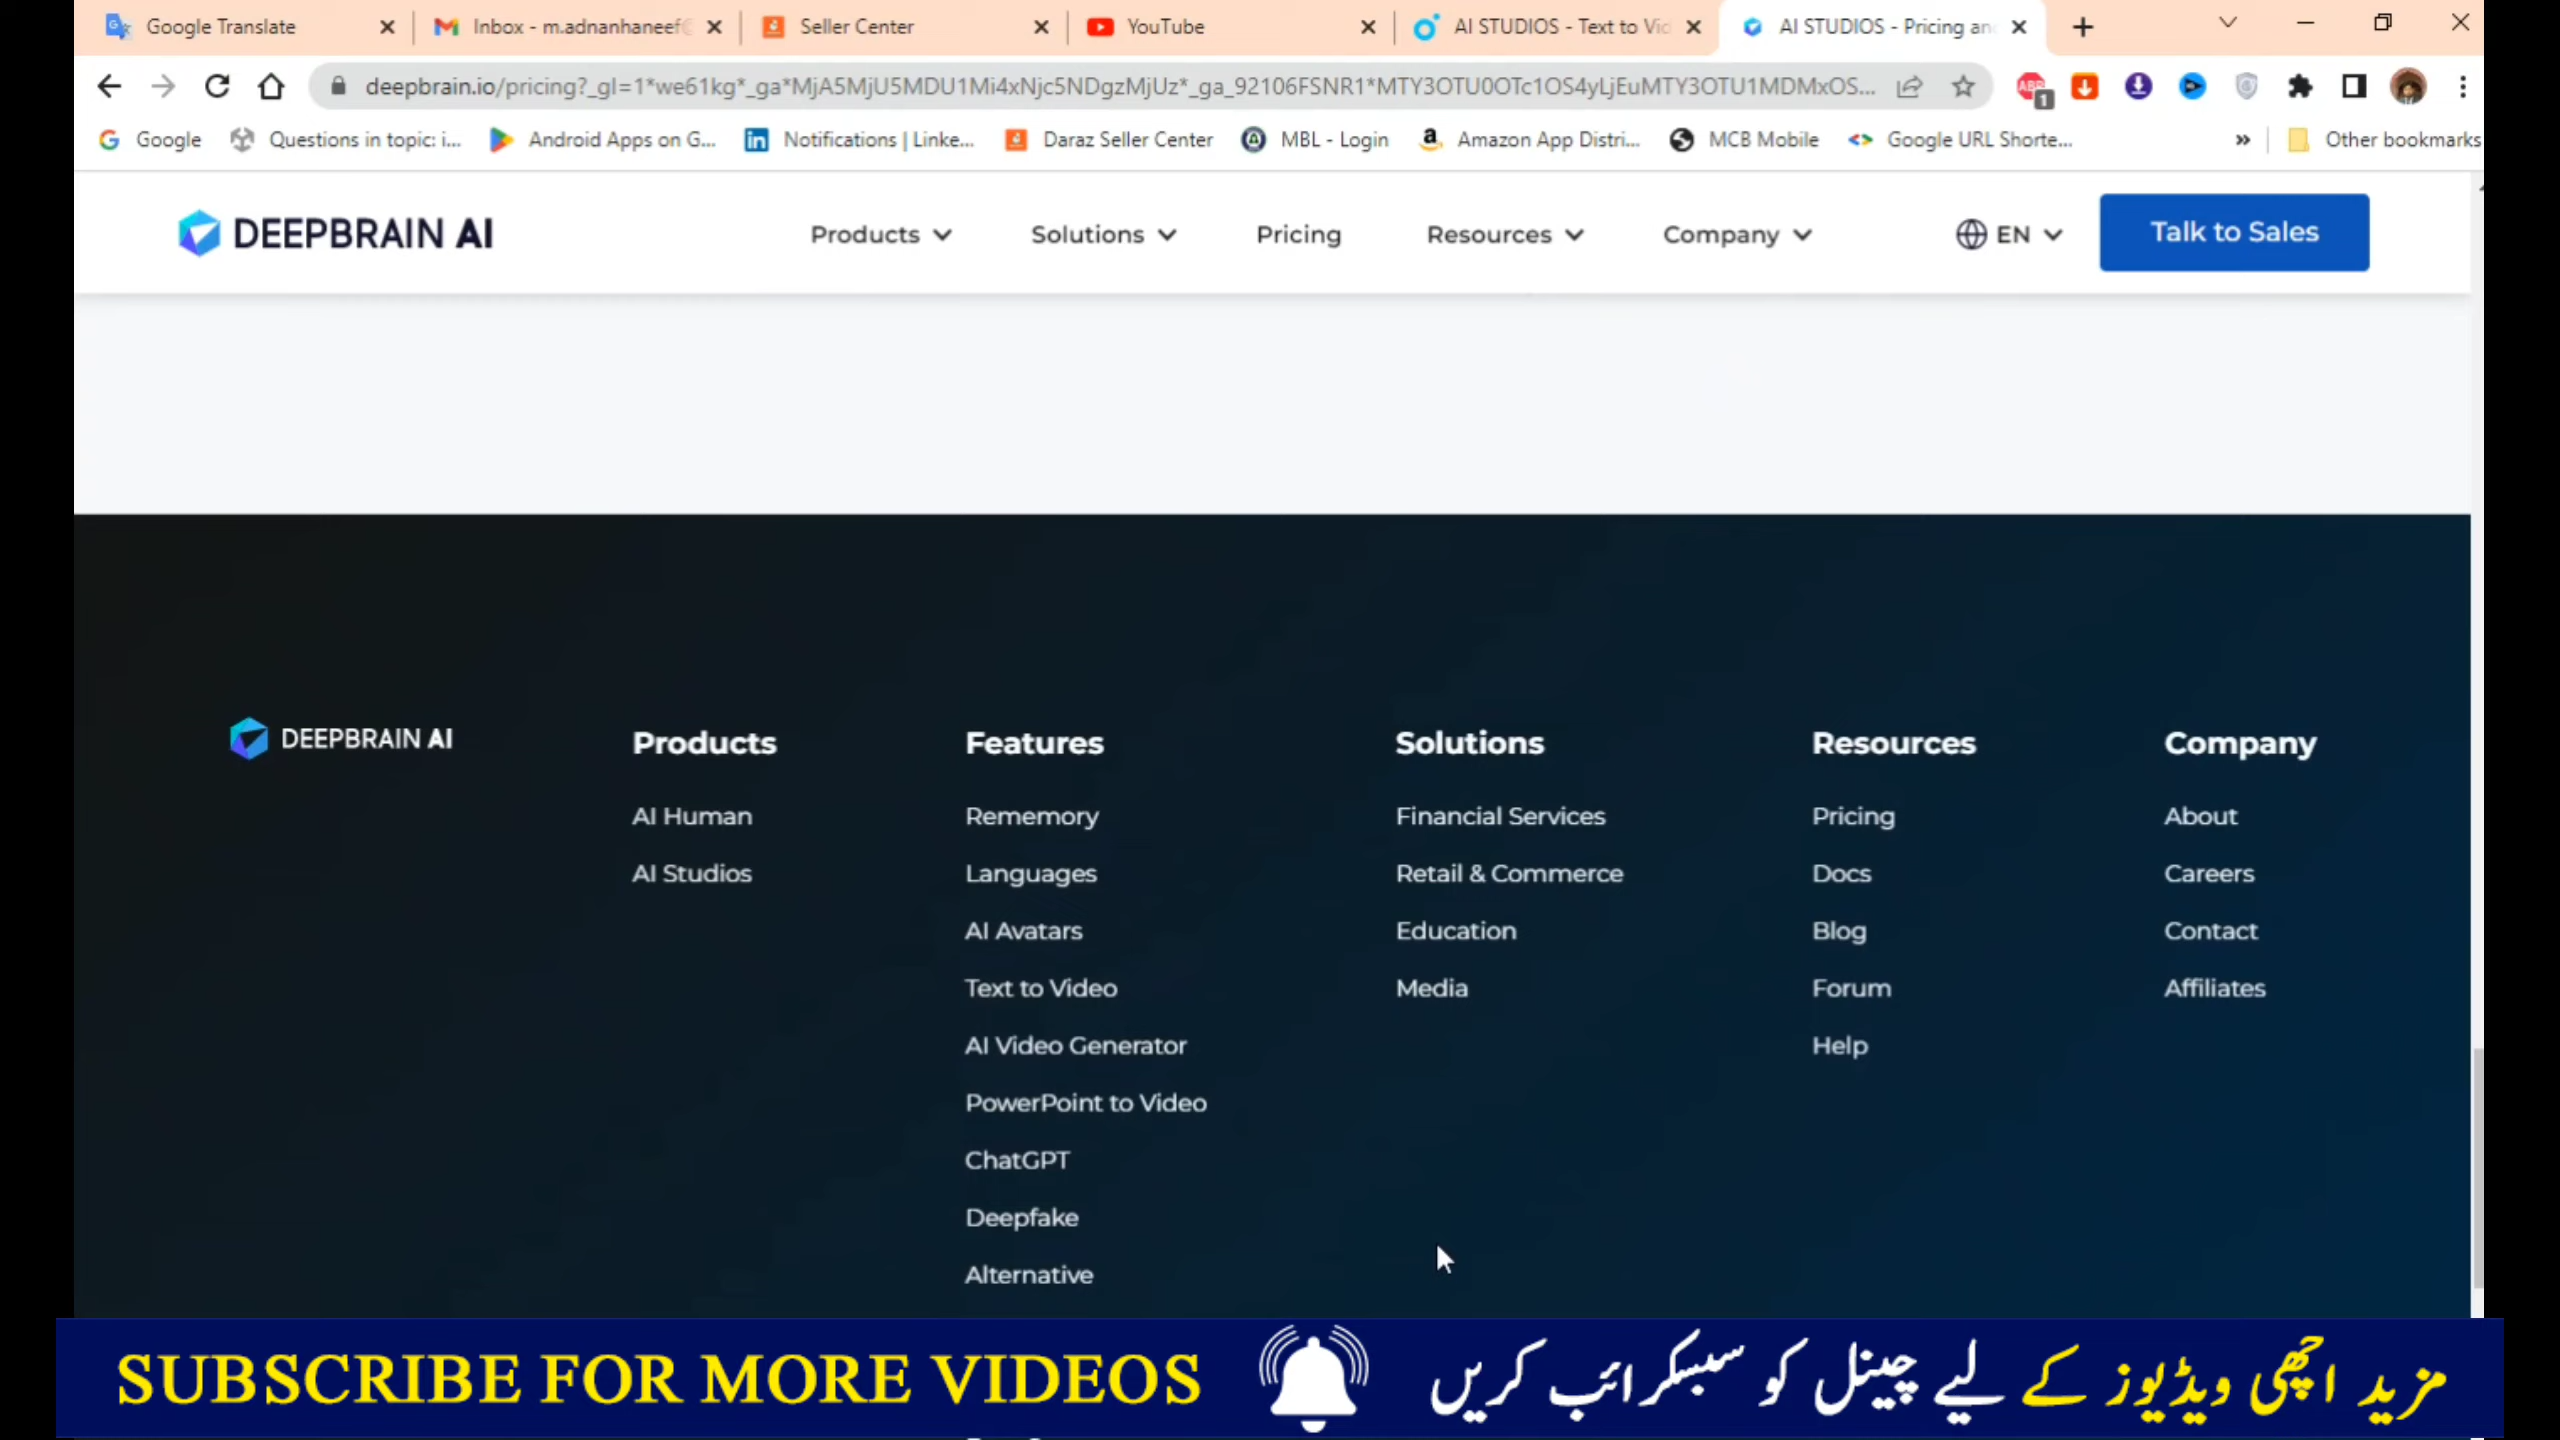 Google Translate
Inbox - m.adnanhaneef@
Seller Center
YouTube
AI STUDIOS - Text to Vid
AI STUDIOS - Pricing an
deepbrain.io/pricing?_gl=1*we61kg*_ga*MjA5MjU5MDU1Mi4xNjc5NDgzMjUz*_ga_92106FSNR1*MTY3OTU0OTc1OS4yLjEuMTY3OTU1MDMxOS...
ABP
1
Google
Questions in topic: i...
Android Apps on G...
Notifications | Linke...
Daraz Seller Center
MBL - Login
Amazon App Distri...
MCB Mobile
Google URL Shorte...
Other bookmarks
DEEPBRAIN AI
Products
Solutions
Pricing
Resources
Company
EN
Talk to Sales
DEEPBRAIN AI
Products
AI Human
AI Studios
Features
Rememory
Languages
AI Avatars
Text to Video
AI Video Generator
PowerPoint to Video
ChatGPT
Deepfake
Alternative
Solutions
Financial Services
Retail & Commerce
Education
Media
Resources
Pricing
Docs
Blog
Forum
Help
Company
About
Careers
Contact
Affiliates
SUBSCRIBE FOR MORE VIDEOS
مزید اچھی ویڈیوز کے لیے چینل کو سبسکرائب کریں